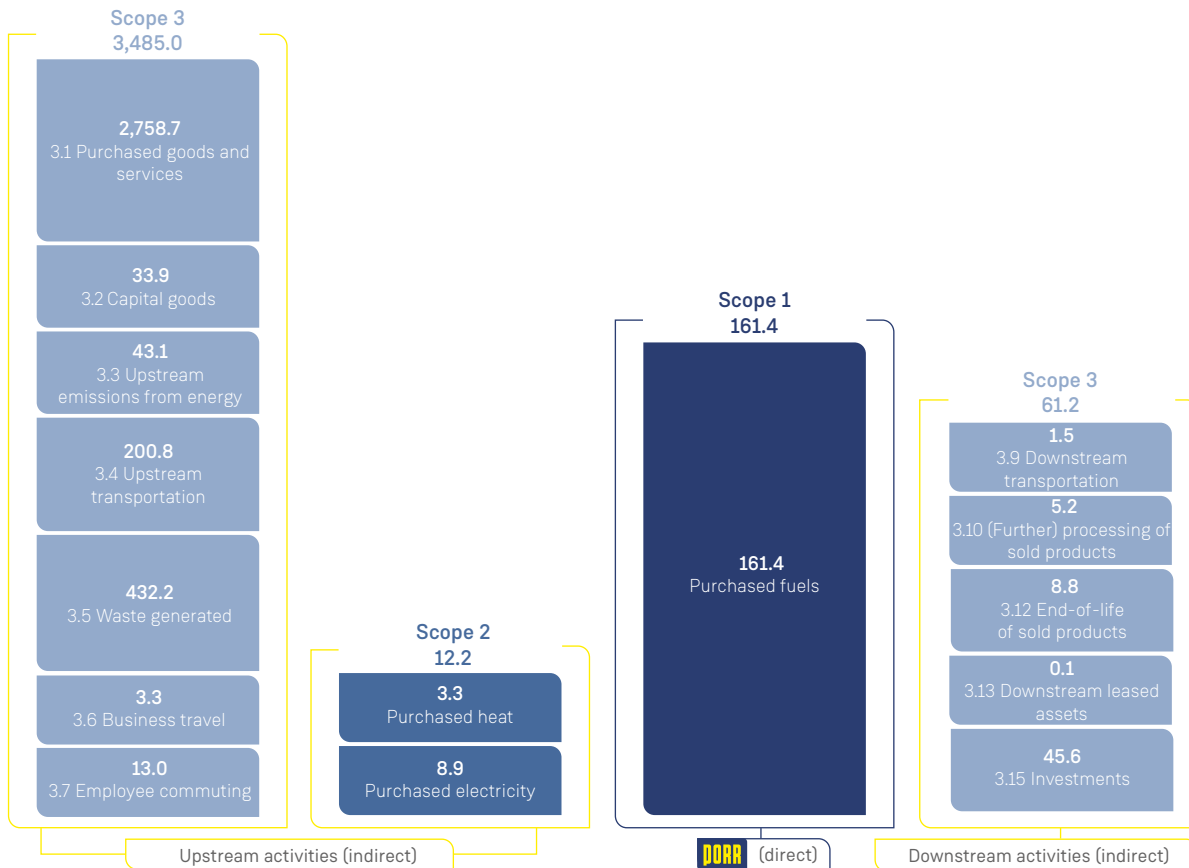 Scope 3
3,485.0
2,758.7
3.1 Purchased goods and
services
33.9
3.2 Capital goods
43.1
3.3 Upstream
emissions from energy
200.8
3.4 Upstream
transportation
432.2
3.5 Waste generated
3.3
3.6 Business travel
13.0
3.7 Employee commuting
Scope 2
12.2
3.3
Purchased heat
8.9
Purchased electricity
Upstream activities (indirect)
Scope 1
161.4
161.4
Purchased fuels
PORR (direct)
Scope 3
61.2
1.5
3.9 Downstream
transportation
5.2
3.10 (Further) processing of
sold products
8.8
3.12 End-of-life
of sold products
0.1
3.13 Downstream leased
assets
45.6
3.15 Investments
Downstream activities (indirect)